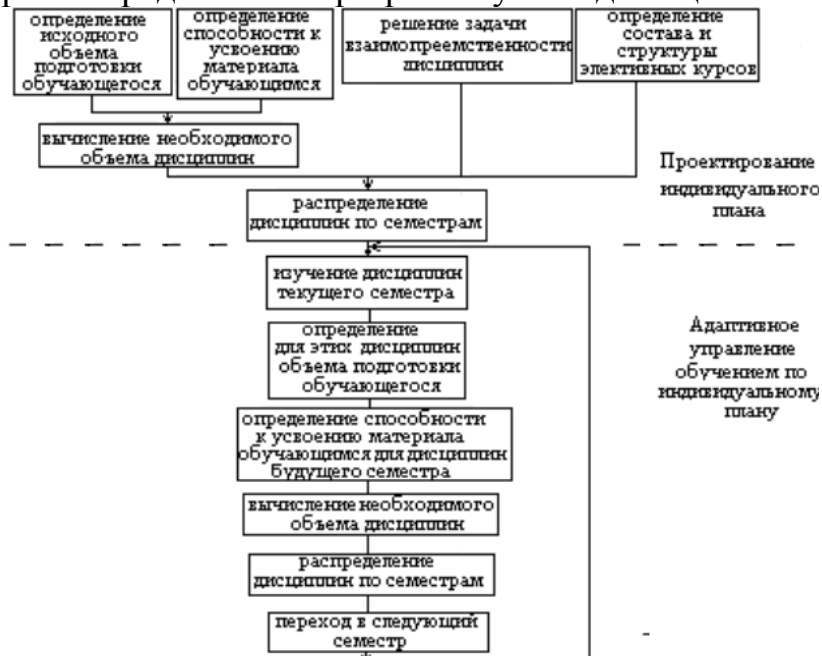 определение
исходного
объема
подготовки
обучающегося
определение
способности к
усвоению
материала
обучающимся
решение задачи
взаимопреемственности
дисциплин
определение
состава и
структуры
элективных курсов
вычисление необходимого
объема дисциплин
распределение
дисциплин по семестрам
Проектирование
индивидуального
плана
изучение дисциплин
текущего семестра
определение
для этих дисциплин
объема подготовки
обучающегося
определение способности
к усвоению материала
обучающимся для дисциплин
будущего семестра
вычисление необходимого
объема дисциплин
распределение
дисциплин по семестрам
переход в следующий
семестр
Адаптивное
управление
обучением по
индивидуальному
плану